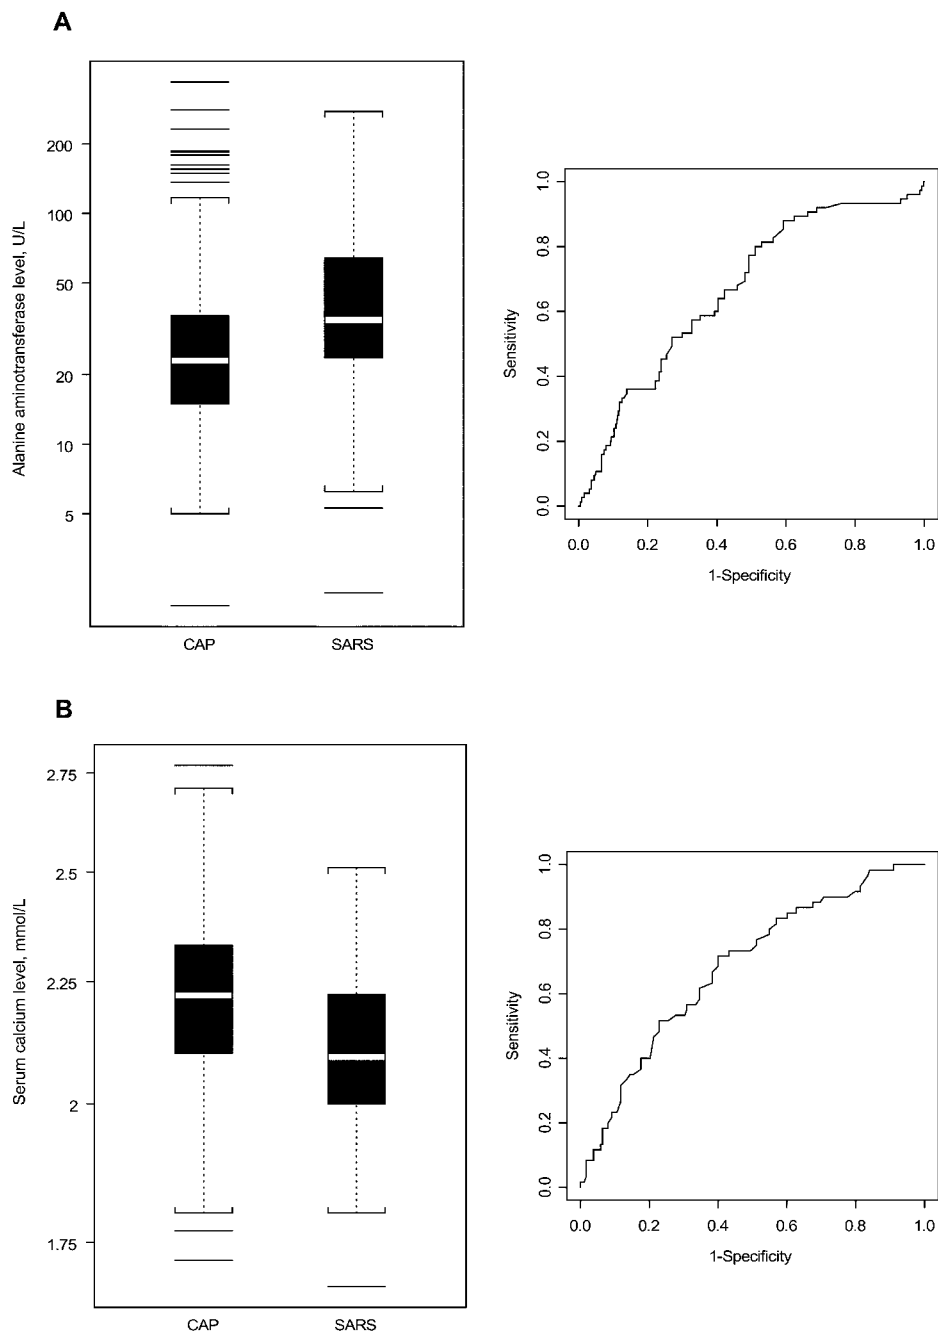 A
Alanine aminotransferase level, U/L
200
100
50
20
10
5
CAP SARS
Sensitivity
1.0
0.8
0.6
0.4
0.2
0.0
0.0 0.2 0.4 0.6 0.8 1.0
1-Specificity
B
Serum calcium level, mmol/L
2.75
2.5
2.25
2
1.75
CAP SARS
Sensitivity
1.0
0.8
0.6
0.4
0.2
0.0
0.0 0.2 0.4 0.6 0.8 1.0
1-Specificity